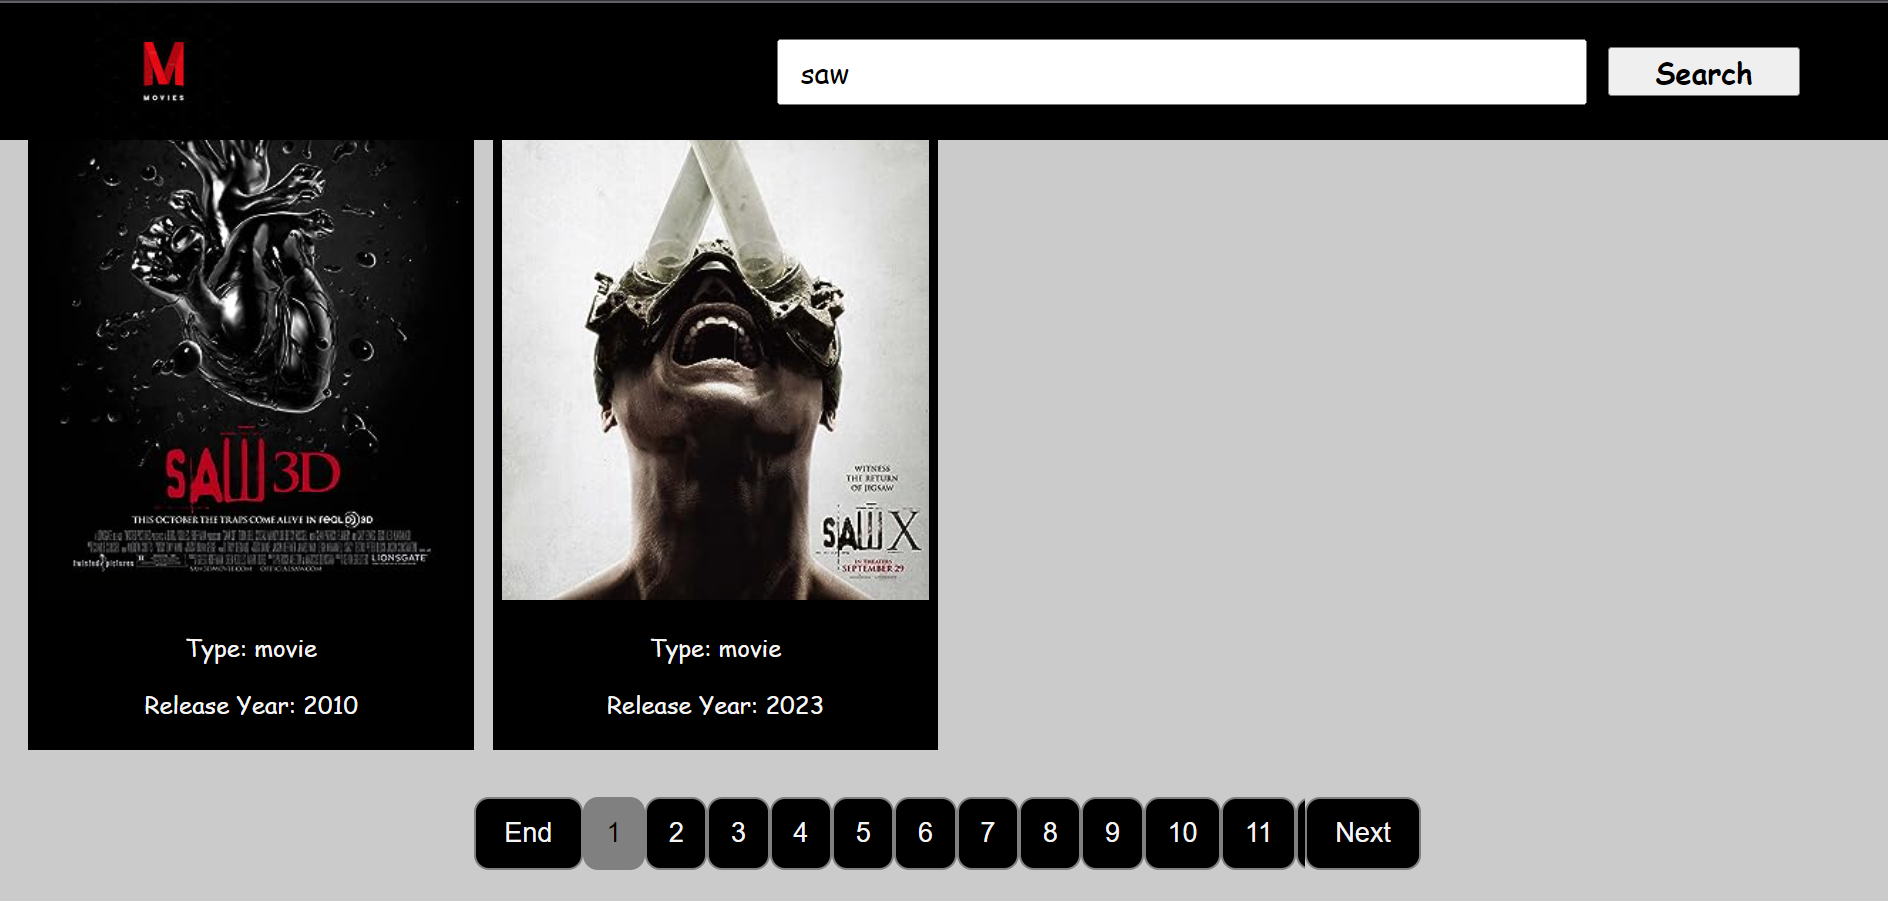 M
MOVIES
saw
Search
SAW 3D
THIS OCTOBER THE TRAPS COME ALIVE IN REAL D 3D
twisted pictures
LIONSGATE
WITNESS
THE RETURN
OF JIGSAW
SAW X
IN THEATERS
SEPTEMBER 29
Type: movie
Release Year: 2010
Type: movie
Release Year: 2023
End 1 2 3 4 5 6 7 8 9 10 11 Next